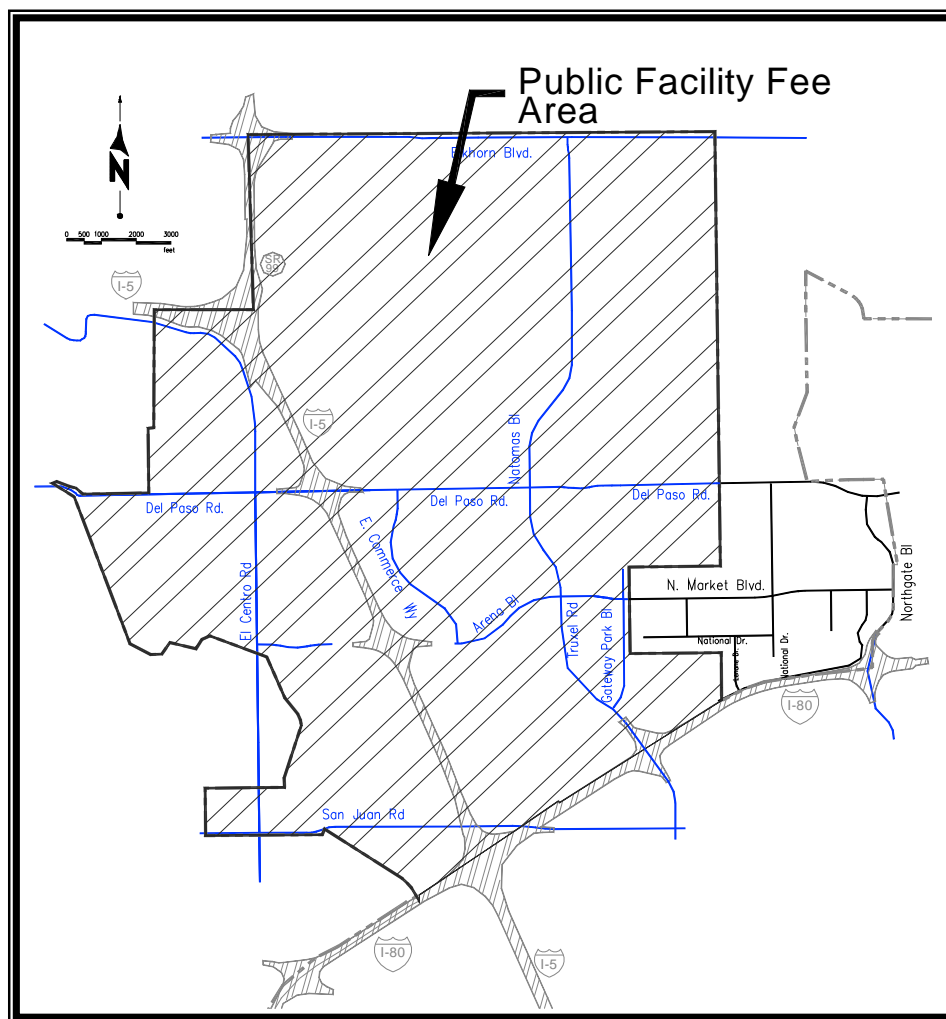 Public Facility Fee
Area
Elkhorn Blvd.
N
0 500 1000 2000 3000
feet
SR
99
I-5
I-5
Natomas Bl
Del Paso Rd.
Del Paso Rd.
Del Paso Rd.
E. Commerce Wy
El Centro Rd
Arena Bl
Truxel Rd
Gateway Park Bl
N. Market Blvd.
Northgate Bl
National Dr.
National Dr.
I-80
San Juan Rd
I-80
I-5